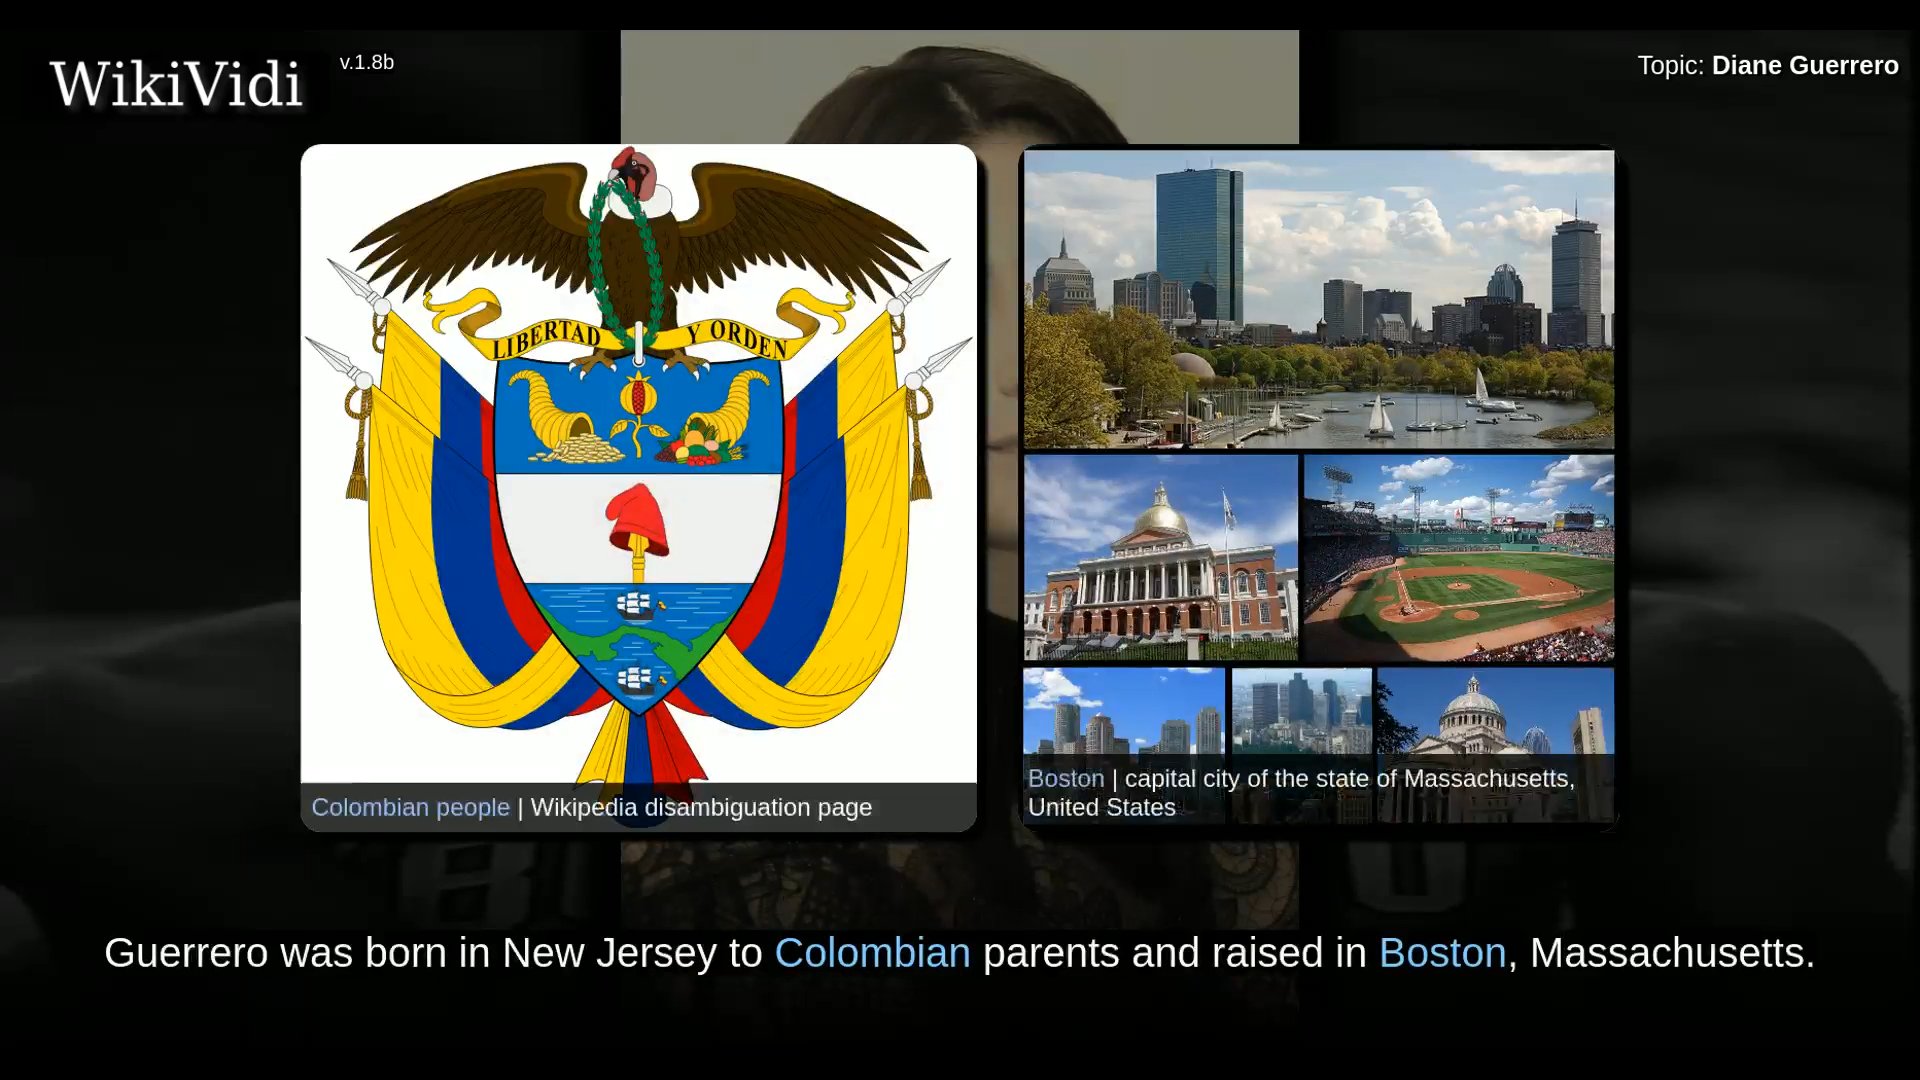 WikiVidi
v.1.8b
Topic: Diane Guerrero
LIBERTAD Y ORDEN
Colombian people | Wikipedia disambiguation page
Boston | capital city of the state of Massachusetts,
United States
Guerrero was born in New Jersey to Colombian parents and raised in Boston, Massachusetts.